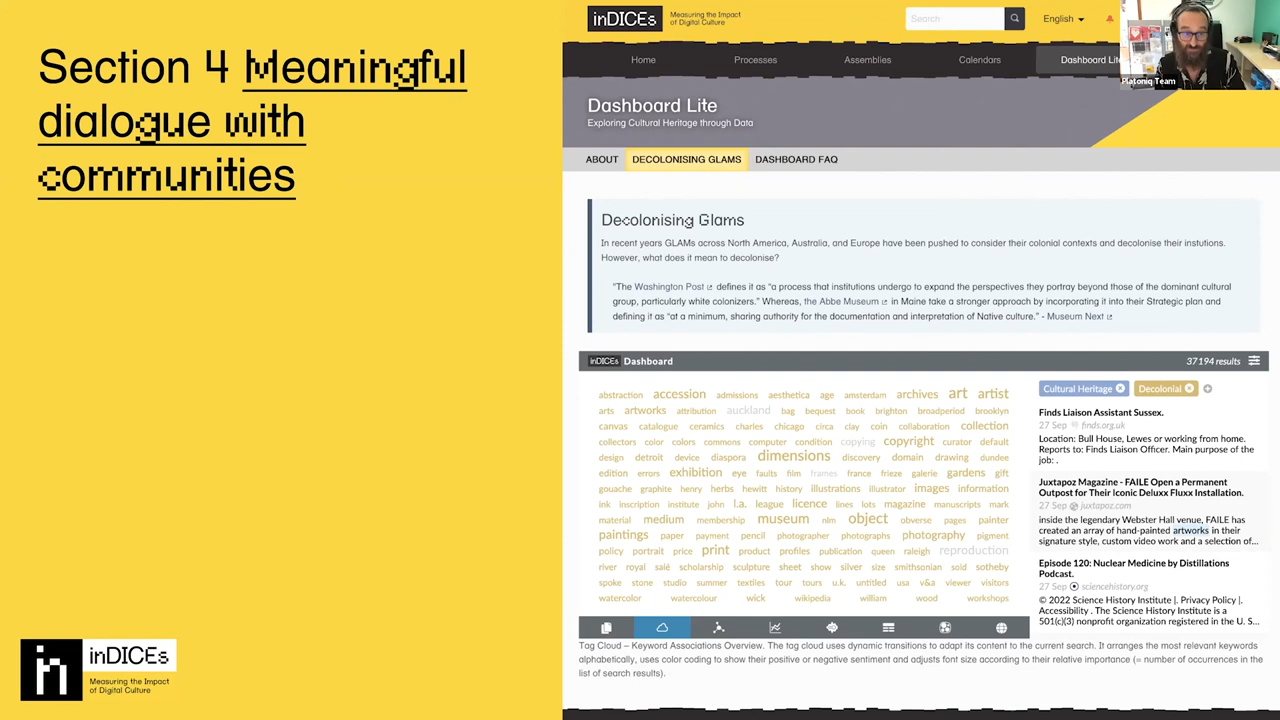 Section 4 Meaningful
dialogue with
communities
inDICEs
Measuring the Impact
of Digital Culture
inDICEs
Measuring the Impact
of Digital Culture
Search
English
Platoniq Team
Home
Processes
Assemblies
Calendars
Dashboard Lite
Dashboard Lite
Exploring Cultural Heritage through Data
ABOUT
DECOLONISING GLAMS
DASHBOARD FAQ
Decolonising Glams
In recent years GLAMs across North America, Australia, and Europe have been pushed to consider their colonial contexts and decolonise their instutions.
However, what does it mean to decolonise?
"The Washington Post defines it as "a process that institutions undergo to expand the perspectives they portray beyond those of the dominant cultural
group, particularly white colonizers." Whereas, the Abbe Museum in Maine take a stronger approach by incorporating it into their Strategic plan and
defining it as "at a minimum, sharing authority for the documentation and interpretation of Native culture." - Museum Next
inDICEs Dashboard
37194 results
abstraction accession admissions aesthetica age amsterdam archives art artist
arts artworks attribution auckland bag bequest book brighton broadperiod brooklyn
canvas catalogue ceramics charles chicago circa clay coin collaboration collection
collectors color colors commons computer condition copying copyright curator default
design detroit device diaspora dimensions discovery domain drawing dundee
edition errors exhibition eye faults film frames france frieze galerie gardens gift
gouache graphite henry herbs hewitt history illustrations illustrator images information
ink inscription institute john l.a. league licence lines lots magazine manuscripts mark
material medium membership museum nlm object obverse pages painter
paintings paper payment pencil photographer photographs photography pigment
policy portrait price print product profiles publication queen raleigh reproduction
river royal salé scholarship sculpture sheet show silver size smithsonian sold sotheby
spoke stone studio summer textiles tour tours u.k. untitled usa v&a viewer visitors
watercolor watercolour wick wikipedia william wood workshops
Cultural Heritage
Decolonial
Finds Liaison Assistant Sussex.
27 Sep finds.org.uk
Location: Bull House, Lewes or working from home.
Reports to: Finds Liaison Officer. Main purpose of the
job: .
Juxtapoz Magazine - FAILE Open a Permanent
Outpost for Their Iconic Deluxx Fluxx Installation.
27 Sep juxtapoz.com
inside the legendary Webster Hall venue, FAILE has
created an array of hand-painted artworks in their
signature style, custom video work and a selection of...
Episode 120: Nuclear Medicine by Distillations
Podcast.
27 Sep sciencehistory.org
© 2022 Science History Institute |. Privacy Policy |.
Accessibility . The Science History Institute is a
501(c)(3) nonprofit organization registered in the U. S...
Tag Cloud – Keyword Associations Overview. The tag cloud uses dynamic transitions to adapt its content to the current search. It arranges the most relevant keywords
alphabetically, uses color coding to show their positive or negative sentiment and adjusts font size according to their relative importance (= number of occurrences in the
list of search results).